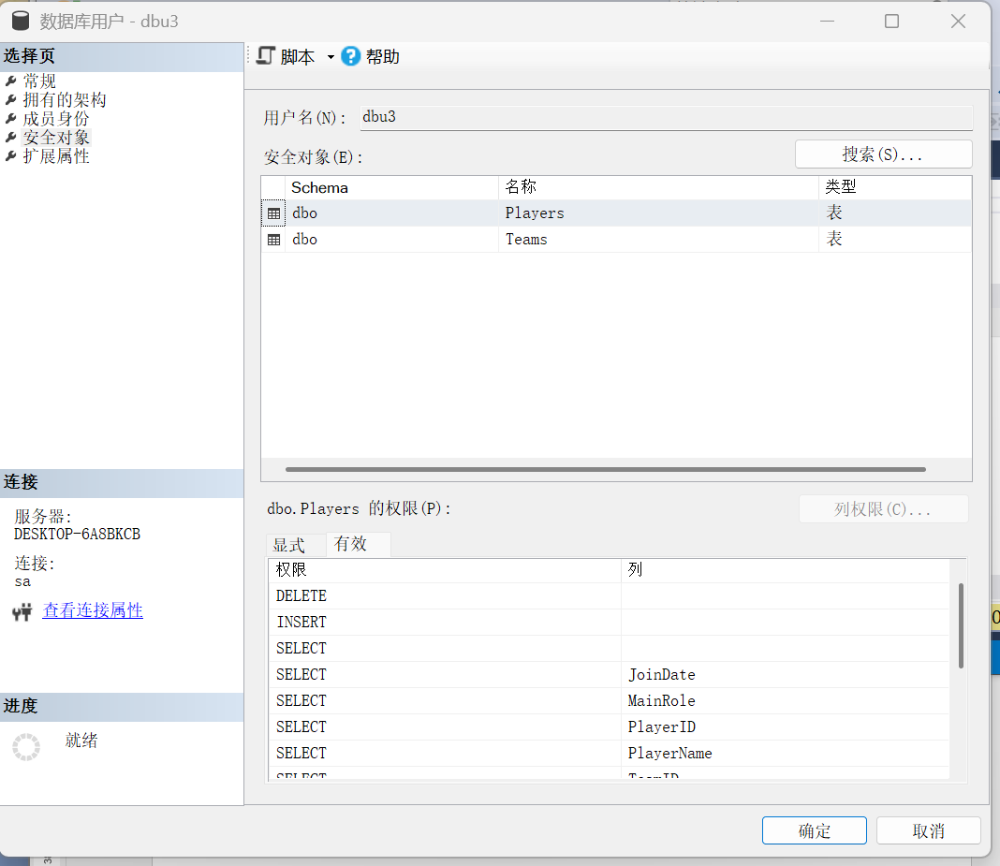 数据库用户 - dbu3
选择页
常规
拥有的架构
成员身份
安全对象
扩展属性
脚本
帮助
用户名(N):
dbu3
安全对象(E):
搜索(S)...
Schema 名称 类型
dbo Players 表
dbo Teams 表
连接
服务器:
DESKTOP-6A8BKCB
连接:
sa
查看连接属性
进度
就绪
dbo.Players 的权限(P):
列权限(C)...
显式 有效
权限 列
DELETE
INSERT
SELECT
SELECT JoinDate
SELECT MainRole
SELECT PlayerID
SELECT PlayerName
SELECT TeamID
确定 取消